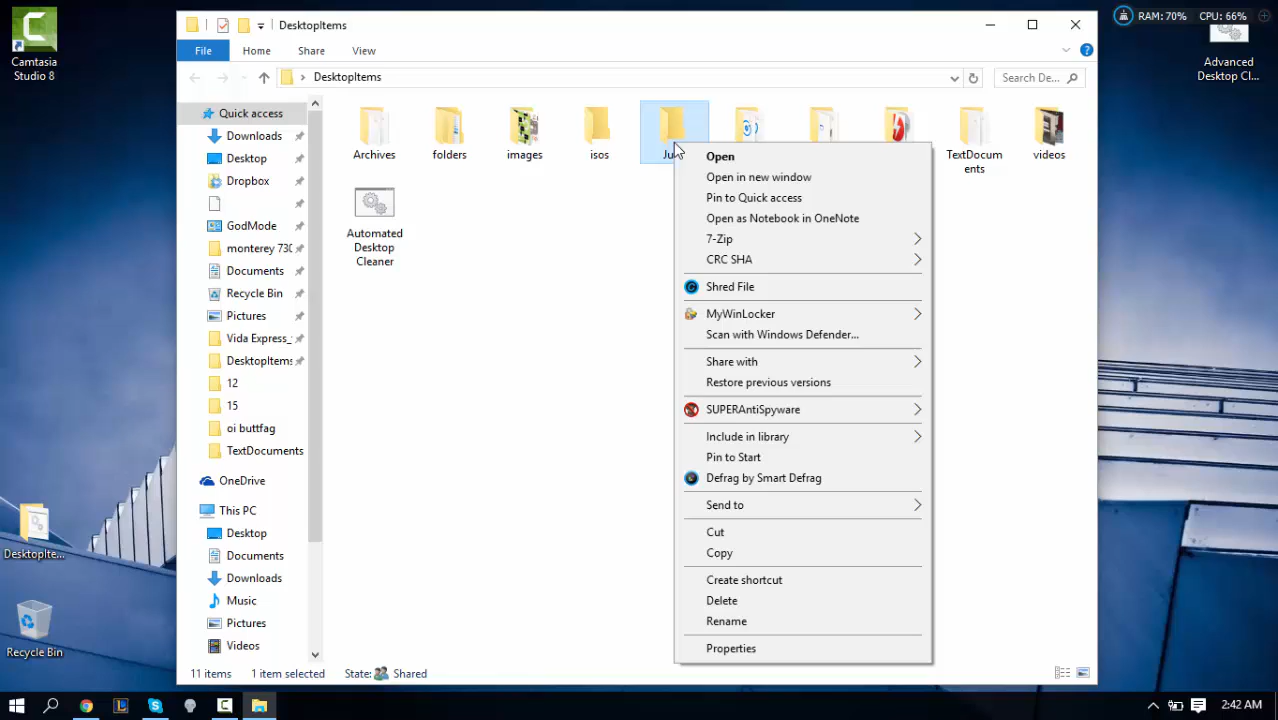 DesktopItems
RAM: 70% CPU: 66%
Camtasia
Studio 8
Advanced
Desktop Cl...
File Home Share View
DesktopItems
Search De...
Quick access
Downloads
Desktop
Dropbox
GodMode
monterey 730
Documents
Recycle Bin
Pictures
Vida Express_
DesktopItems
12
15
oi buttfag
TextDocuments
OneDrive
This PC
Desktop
Documents
Downloads
Music
Pictures
Videos
Archives
folders
images
isos
TextDocum
ents
videos
Automated
Desktop
Cleaner
Open
Open in new window
Pin to Quick access
Open as Notebook in OneNote
7-Zip
CRC SHA
Shred File
MyWinLocker
Scan with Windows Defender...
Share with
Restore previous versions
SUPERAntiSpyware
Include in library
Pin to Start
Defrag by Smart Defrag
Send to
Cut
Copy
Create shortcut
Delete
Rename
Properties
DesktopIte...
Recycle Bin
11 items 1 item selected State: Shared
2:42 AM